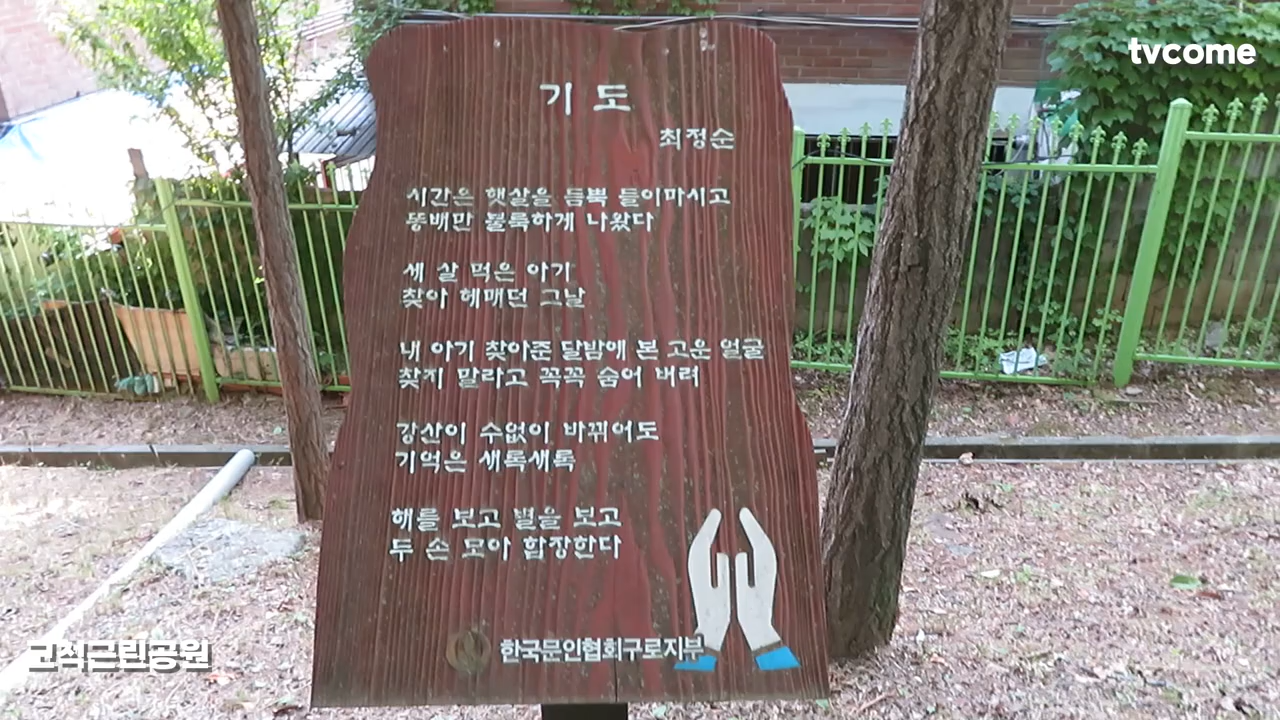 tvcome
기 도
최정순
시간은 햇살을 듬뿍 들이마시고
똥배만 불룩하게 나왔다
세 살 먹은 아기
찾아 헤매던 그날
내 아기 찾아준 달밤에 본 고운 얼굴
찾지 말라고 꼭꼭 숨어 버려
강산이 수없이 바뀌어도
기억은 새록새록
해를 보고 별을 보고
두 손 모아 합장한다
한국문인협회구로지부
고척근린공원